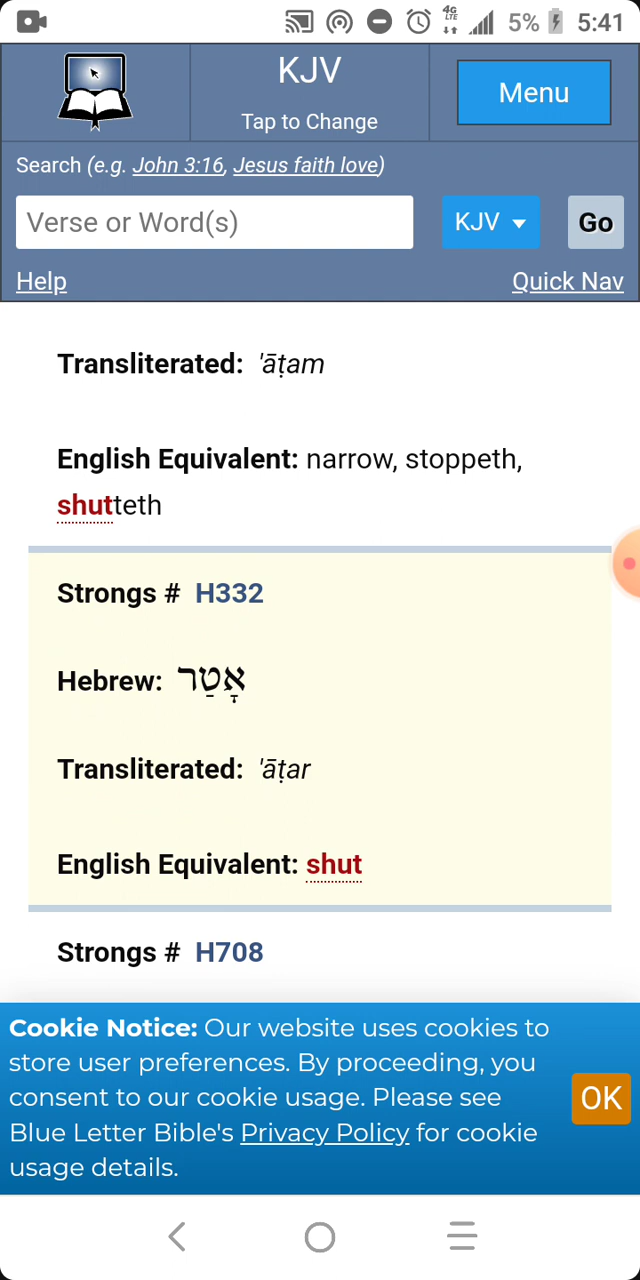 4G
LTE
5% 5:41
KJV
Tap to Change
Menu
Search (e.g. John 3:16, Jesus faith love)
Verse or Word(s)
KJV
Go
Help
Quick Nav
Transliterated: 'āṭam
English Equivalent: narrow, stoppeth,
shutteth
Strongs # H332
Hebrew: אָטַר
Transliterated: 'āṭar
English Equivalent: shut
Strongs # H708
Cookie Notice: Our website uses cookies to
store user preferences. By proceeding, you
consent to our cookie usage. Please see
Blue Letter Bible's Privacy Policy for cookie
usage details.
OK